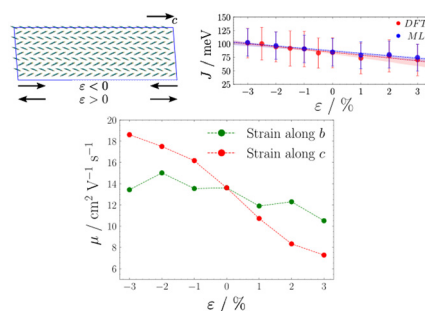 c
ε < 0
ε > 0
J / meV
125
100
75
50
25
0
DFT
ML
-3 -2 -1 0 1 2 3
ε / %
μ / cm² V⁻¹ s⁻¹
20
18
16
14
12
10
8
6
Strain along b
Strain along c
−3 −2 −1 0 1 2 3
ε / %